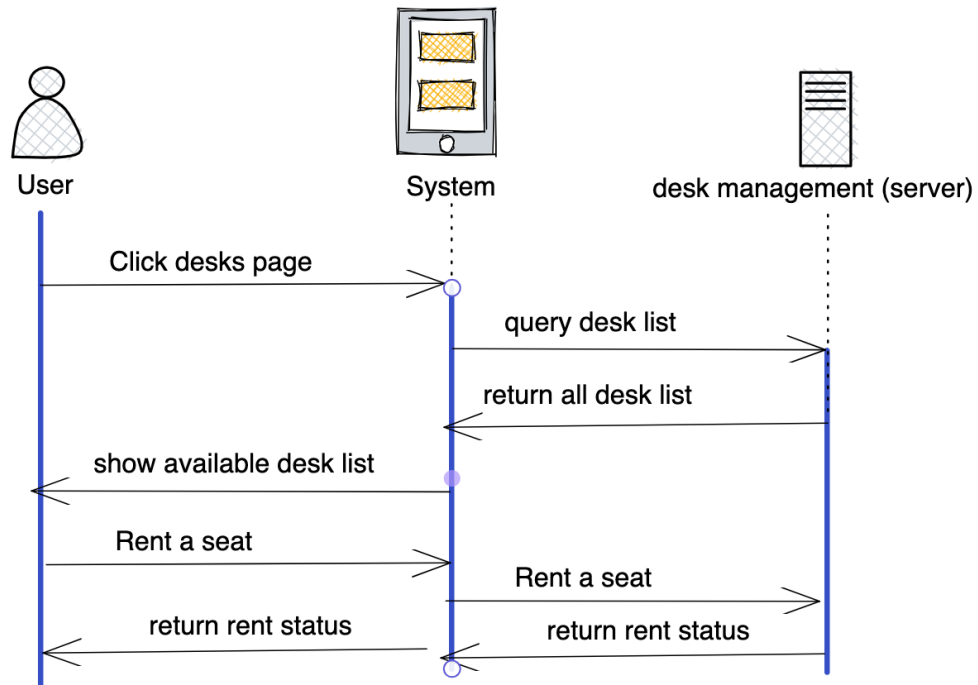 User
System
desk management (server)
Click desks page
query desk list
return all desk list
show available desk list
Rent a seat
Rent a seat
return rent status
return rent status